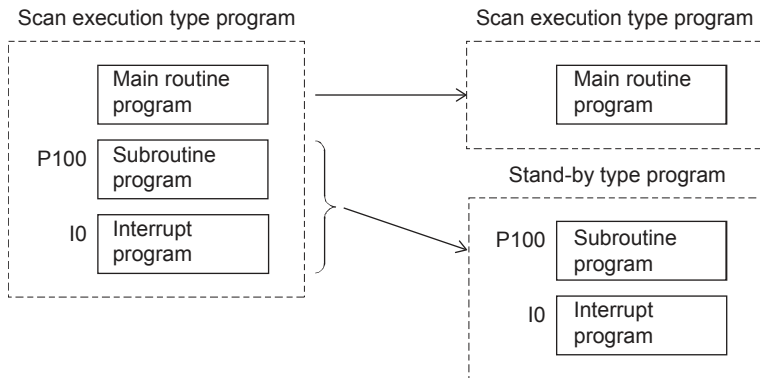 Scan execution type program
Main routine
program
P100
Subroutine
program
I0
Interrupt
program
Scan execution type program
Main routine
program
Stand-by type program
P100
Subroutine
program
I0
Interrupt
program